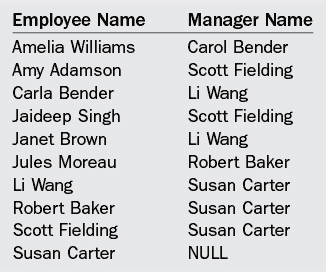 Employee Name Manager Name
Amelia Williams Carol Bender
Amy Adamson Scott Fielding
Carla Bender Li Wang
Jaideep Singh Scott Fielding
Janet Brown Li Wang
Jules Moreau Robert Baker
Li Wang Susan Carter
Robert Baker Susan Carter
Scott Fielding Susan Carter
Susan Carter NULL